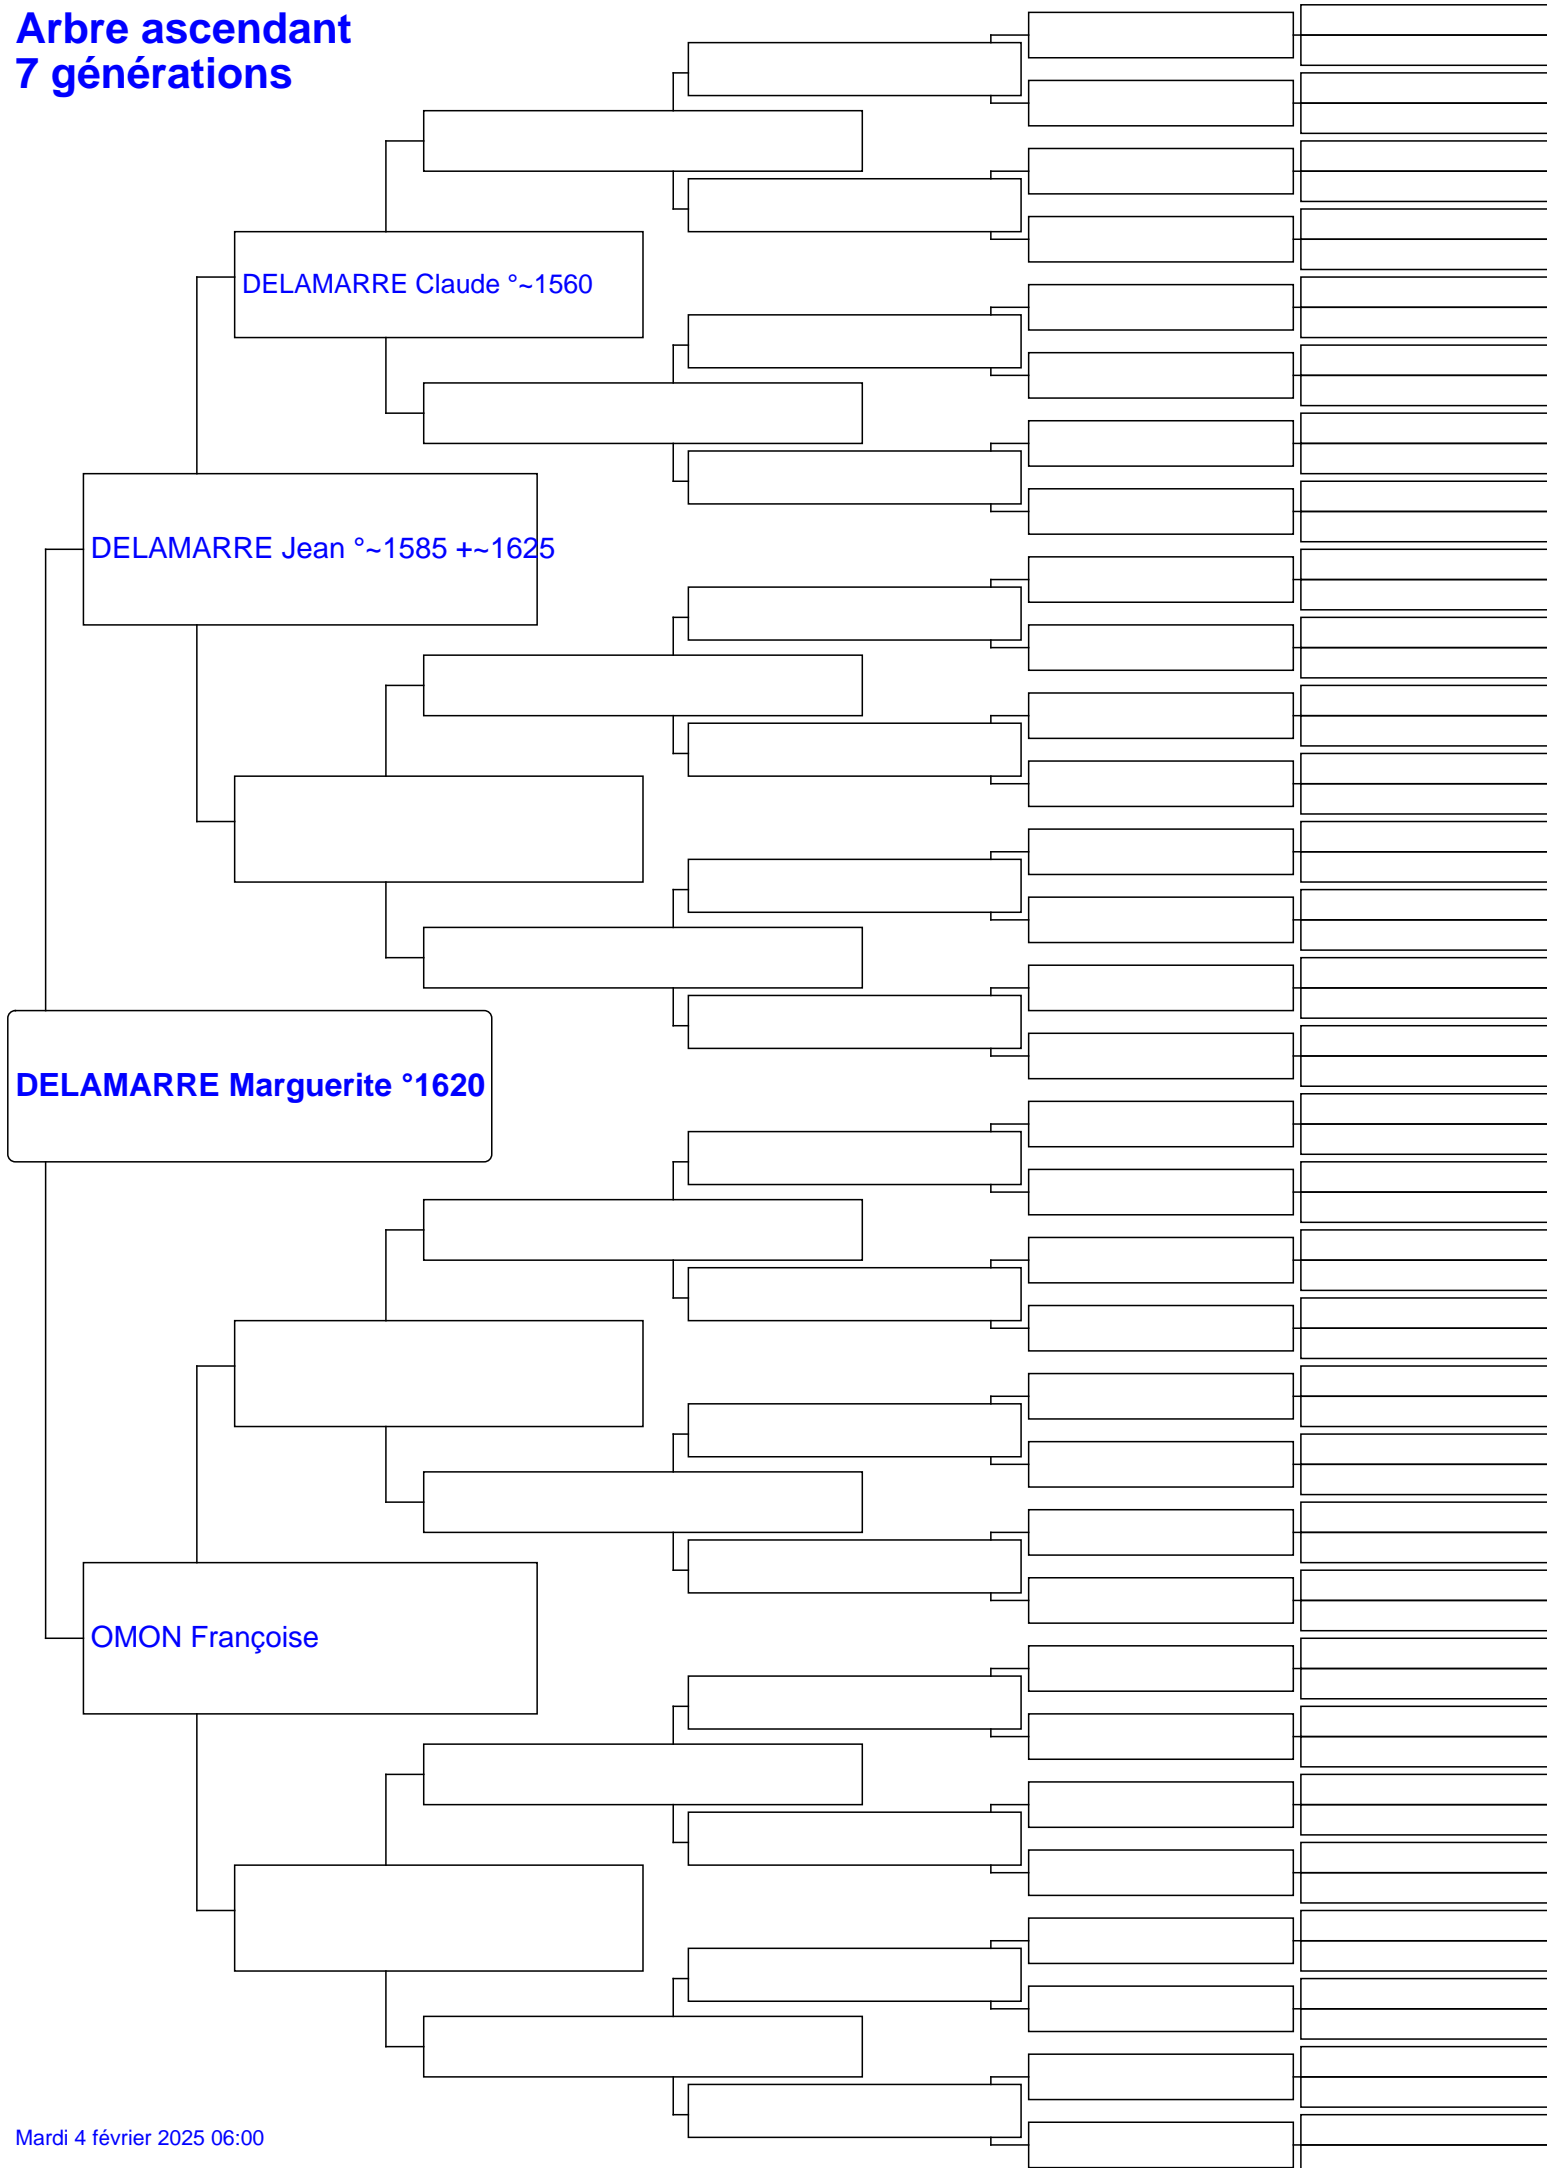 Arbre ascendant
7 générations
DELAMARRE Claude °~1560
DELAMARRE Jean °~1585 +~1625
DELAMARRE Marguerite °1620
OMON Françoise
Mardi 4 février 2025 06:00